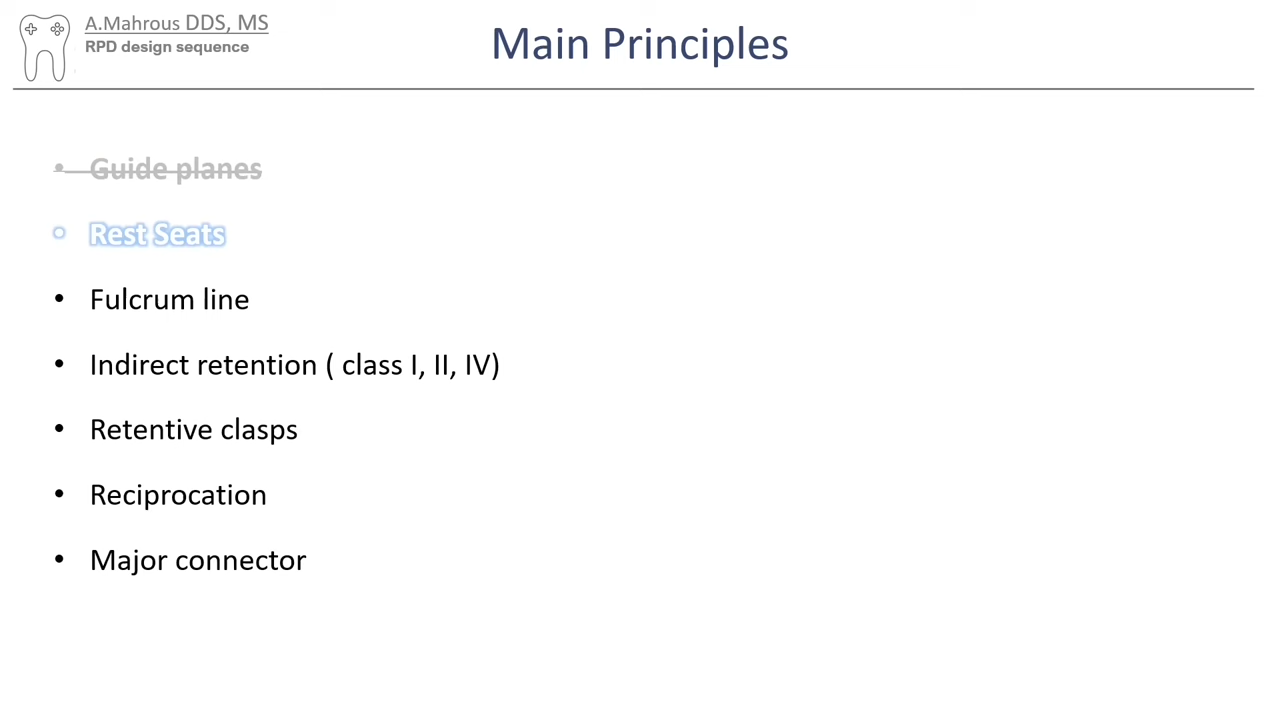 A.Mahrous DDS, MS
RPD design sequence
Main Principles
• Guide planes
○ Rest Seats
• Fulcrum line
• Indirect retention ( class I, II, IV)
• Retentive clasps
• Reciprocation
• Major connector